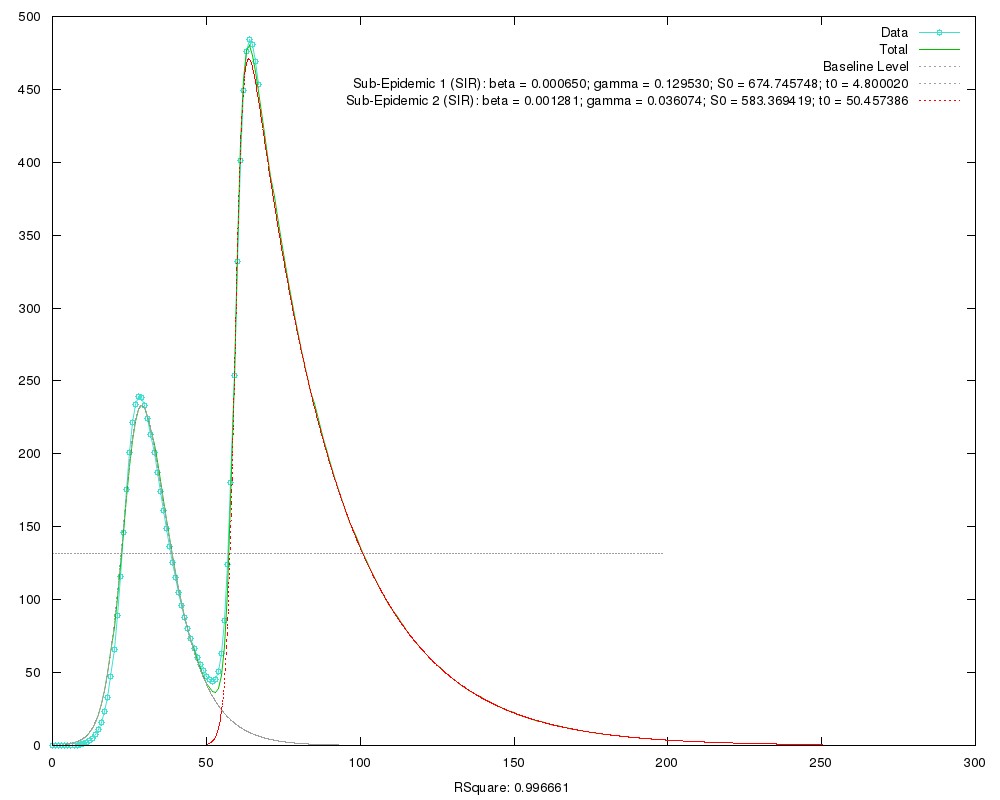 500
450
400
350
300
250
200
150
100
50
0
Data
Total
Baseline Level
Sub-Epidemic 1 (SIR): beta = 0.000650; gamma = 0.129530; S0 = 674.745748; t0 = 4.800020
Sub-Epidemic 2 (SIR): beta = 0.001281; gamma = 0.036074; S0 = 583.369419; t0 = 50.457386
0 50 100 150 200 250 300
RSquare: 0.996661